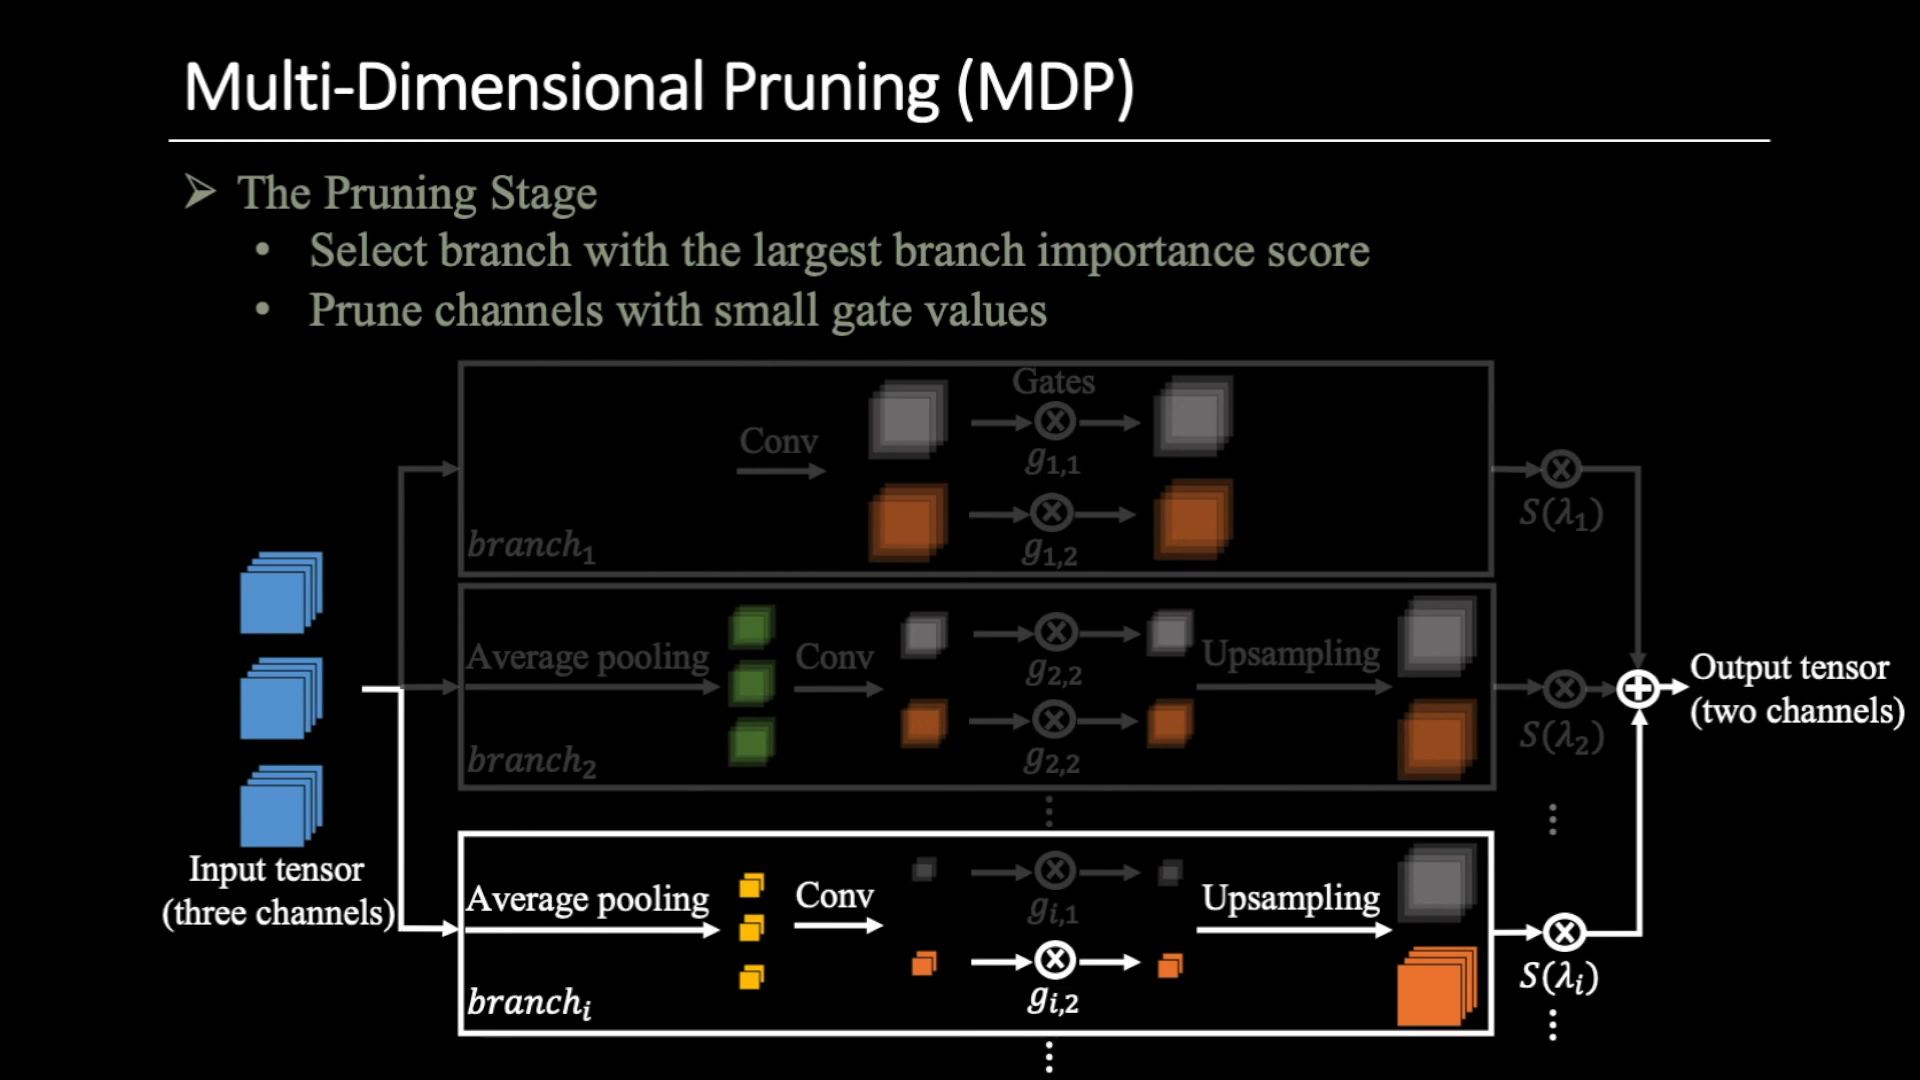 Multi-Dimensional Pruning (MDP)
➢ The Pruning Stage
• Select branch with the largest branch importance score
• Prune channels with small gate values
Gates
Conv
g₁,₁
g₁,₂
branch₁
S(λ₁)
Average pooling
Conv
g₂,₂
Upsampling
g₂,₂
branch₂
S(λ₂)
Output tensor
(two channels)
Input tensor
(three channels)
Average pooling
Conv
gᵢ,₁
Upsampling
gᵢ,₂
branchᵢ
S(λᵢ)